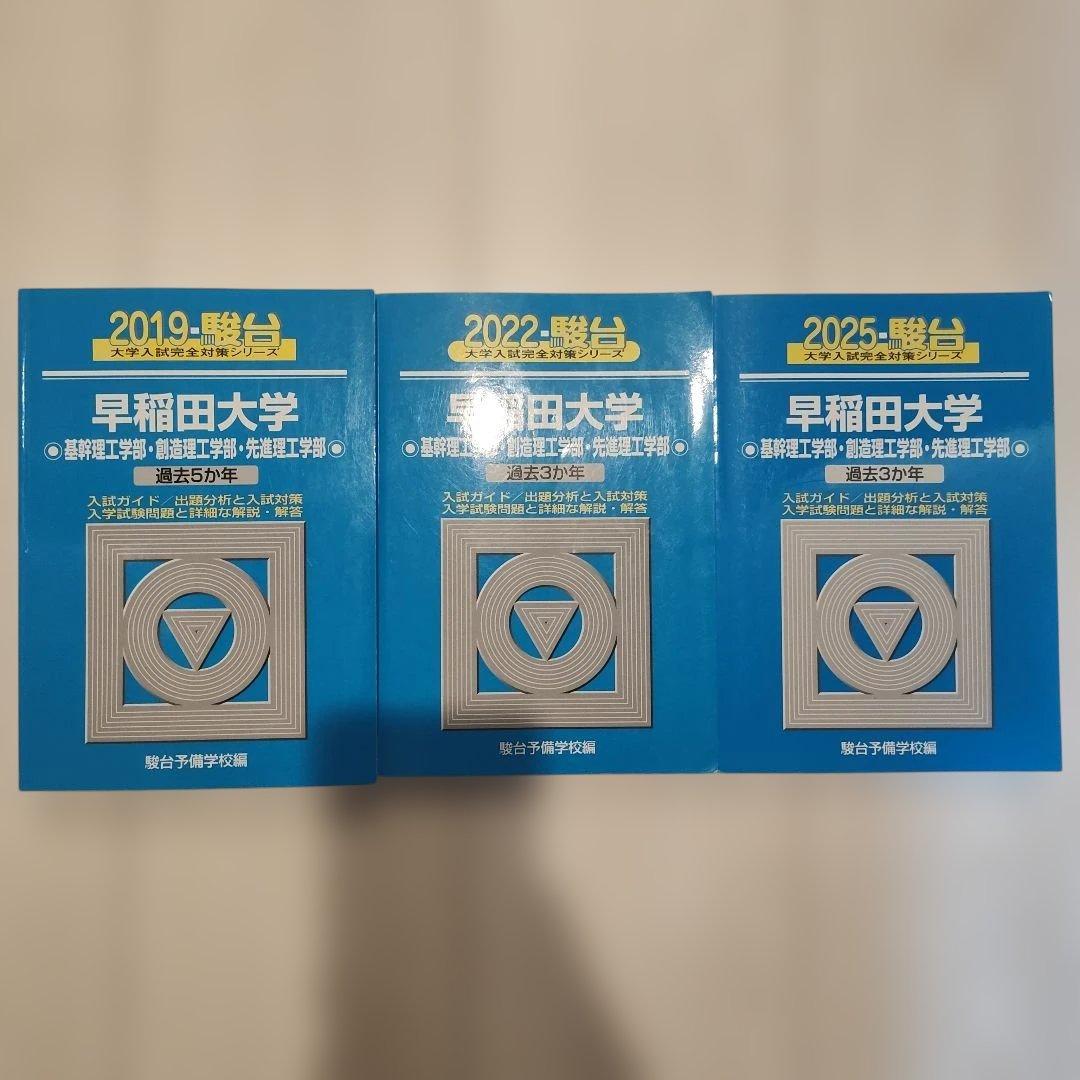 2019-駿台
大学入試完全対策シリーズ
早稲田大学
●基幹理工学部・創造理工学部・先進理工学部●
過去5か年
入試ガイド/出題分析と入試対策
入学試験問題と詳細な解説・解答
駿台予備学校編
2022-駿台
大学入試完全対策シリーズ
早稲田大学
●基幹理工学部・創造理工学部・先進理工学部●
過去3か年
入試ガイド/出題分析と入試対策
入学試験問題と詳細な解説・解答
駿台予備学校編
2025-駿台
大学入試完全対策シリーズ
早稲田大学
●基幹理工学部・創造理工学部・先進理工学部●
過去3か年
入試ガイド/出題分析と入試対策
入学試験問題と詳細な解説・解答
駿台予備学校編